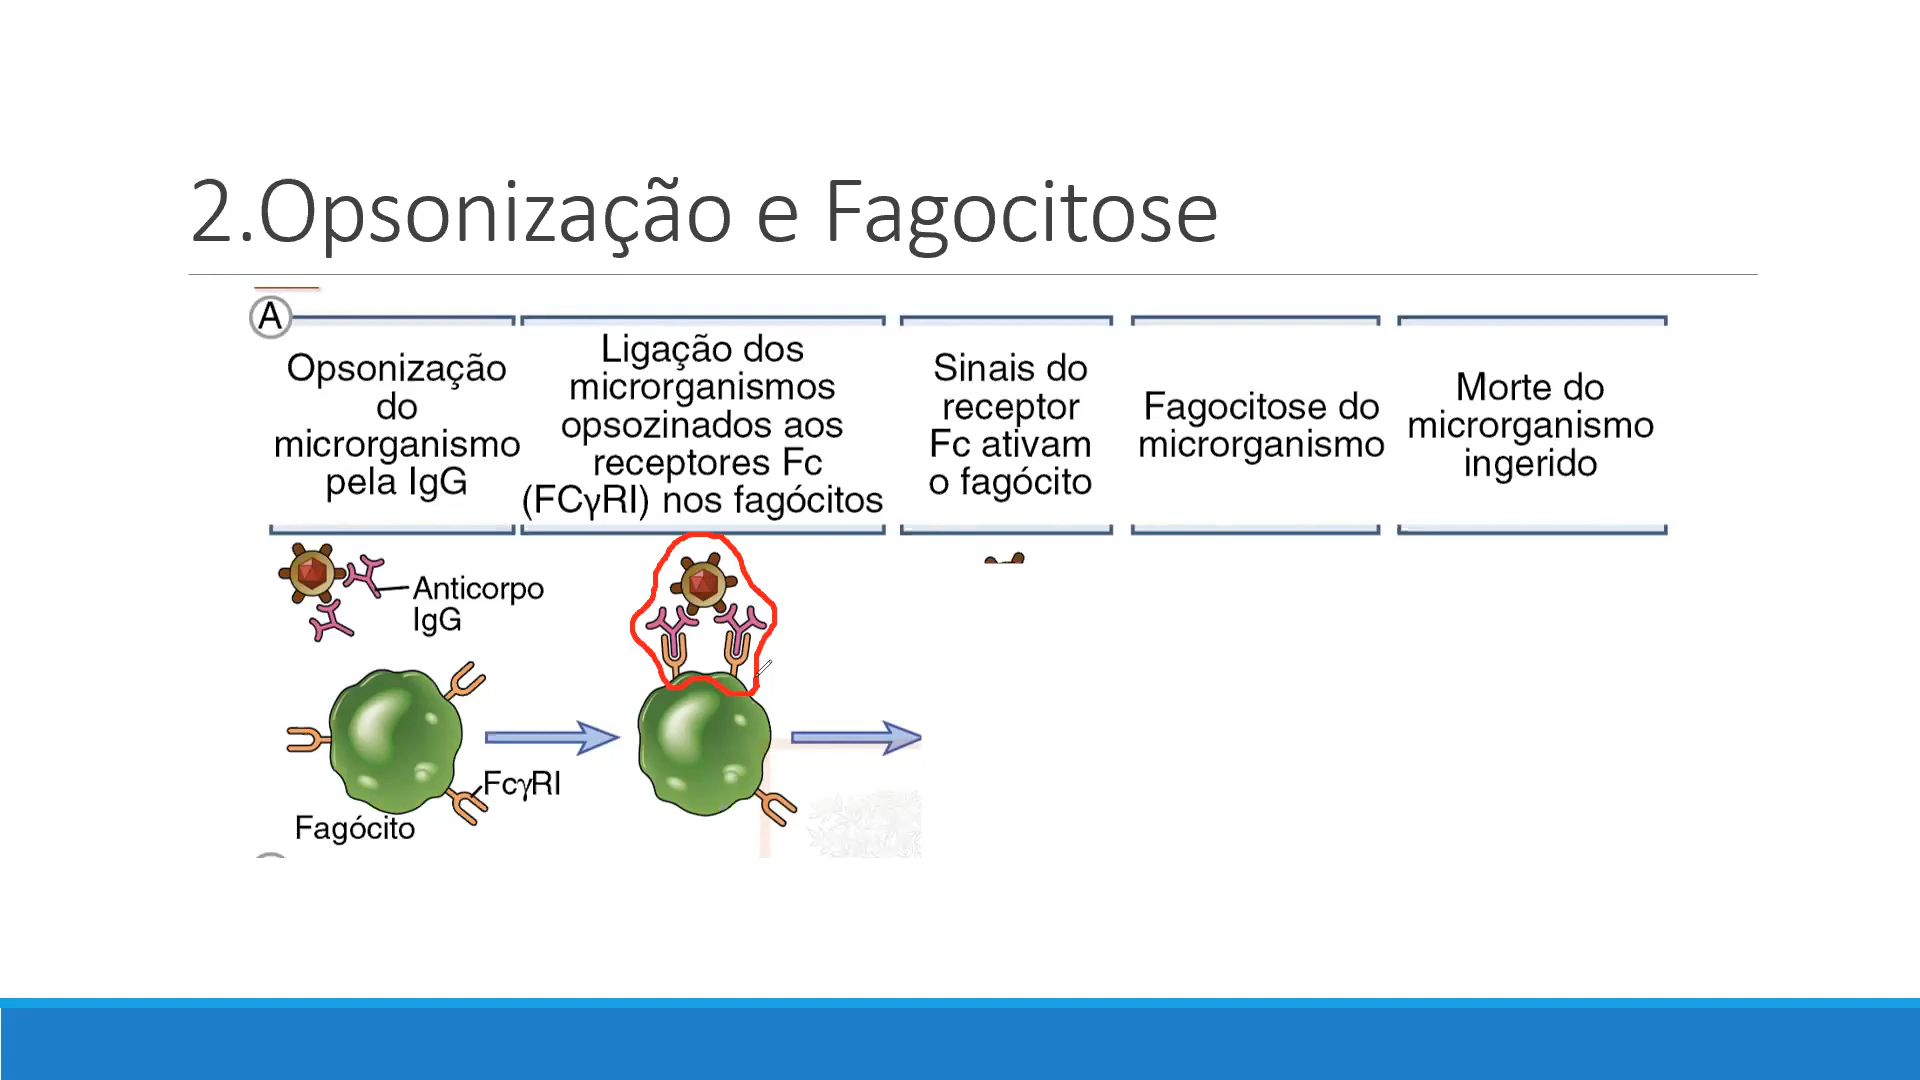 2.Opsonização e Fagocitose
A
Opsonização
do
microrganismo
pela IgG
Ligação dos
microrganismos
opsozinados aos
receptores Fc
(FCγRI) nos fagócitos
Sinais do
receptor
Fc ativam
o fagócito
Fagocitose do
microrganismo
Morte do
microrganismo
ingerido
Anticorpo
IgG
FcγRI
Fagócito